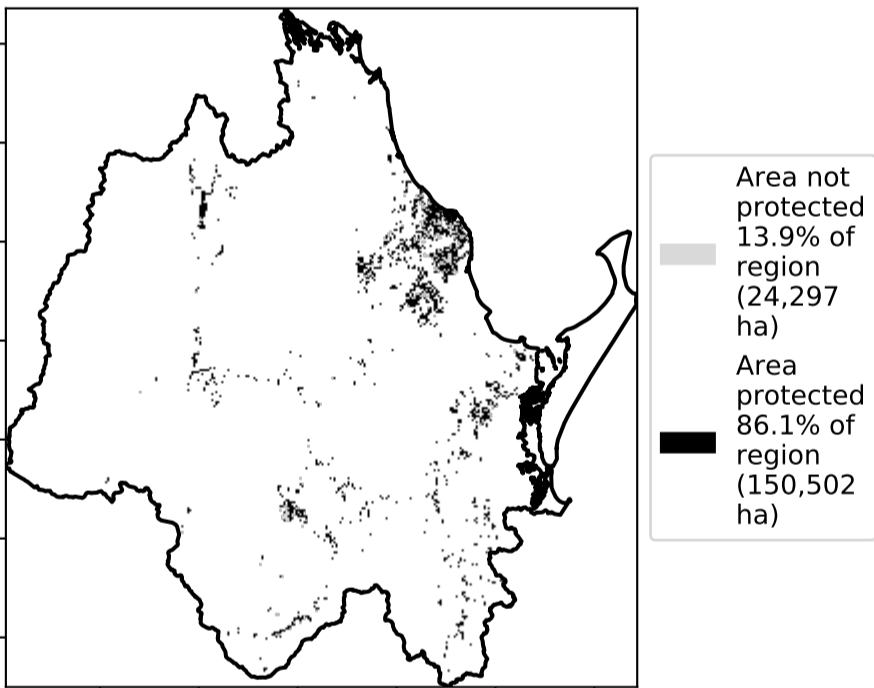 Area not
protected
13.9% of
region
(24,297
ha)
Area
protected
86.1% of
region
(150,502
ha)